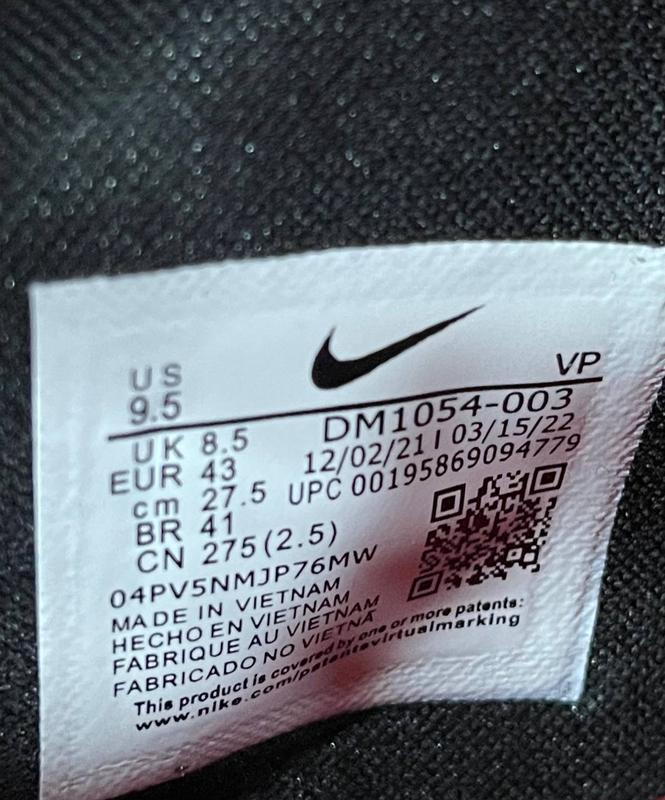 US
9.5
VP
UK 8.5
EUR 43
cm 27.5
BR 41
CN 275(2.5)
DM1054-003
12/02/21 | 03/15/22
UPC 00195869094779
04PV5NMJP76MW
MADE IN VIETNAM
HECHO EN VIETNAM
FABRIQUE AU VIETNAM
FABRICADO NO VIETNÃ
This product is covered by one or more patents:
www.nike.com/patentsvirtualmarking